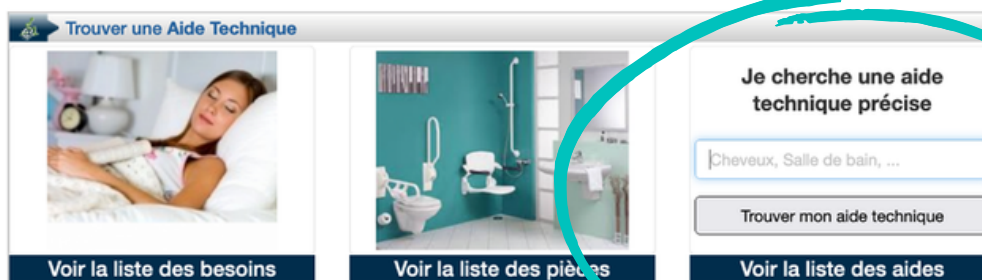 Trouver une Aide Technique
Je cherche une aide
technique précise
Cheveux, Salle de bain, ...
Trouver mon aide technique
Voir la liste des besoins
Voir la liste des pièces
Voir la liste des aides